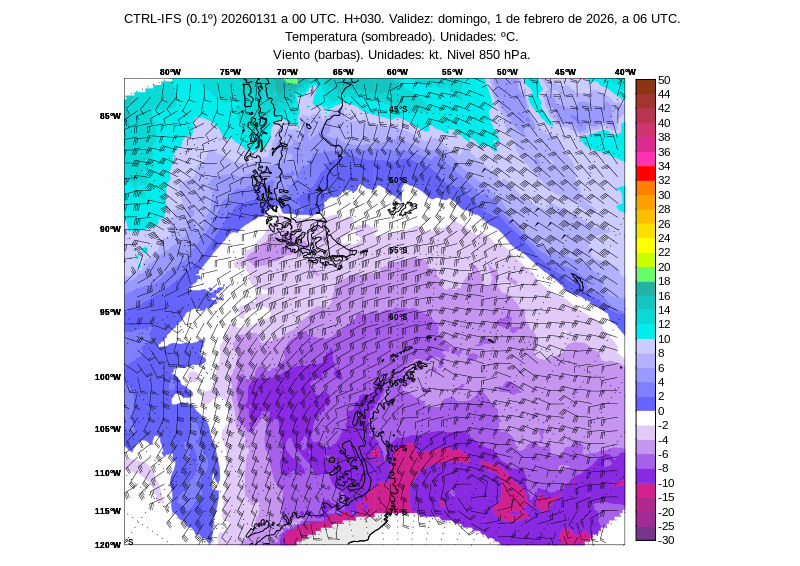 CTRL-IFS (0.1º) 20260131 a 00 UTC. H+030. Validez: domingo, 1 de febrero de 2026, a 06 UTC.
Temperatura (sombreado). Unidades: ºC.
Viento (barbas). Unidades: kt. Nivel 850 hPa.
80°W 75°W 70°W 65°W 60°W 55°W 50°W 45°W 40°W
85°W
90°W
95°W
100°W
105°W
110°W
115°W
120°W
45°S
50°S
55°S
60°S
65°S
70°S
75°S
°S
50
44
42
40
38
36
34
32
30
28
26
24
22
20
18
16
14
12
10
8
6
4
2
0
-2
-4
-6
-8
-10
-15
-20
-25
-30